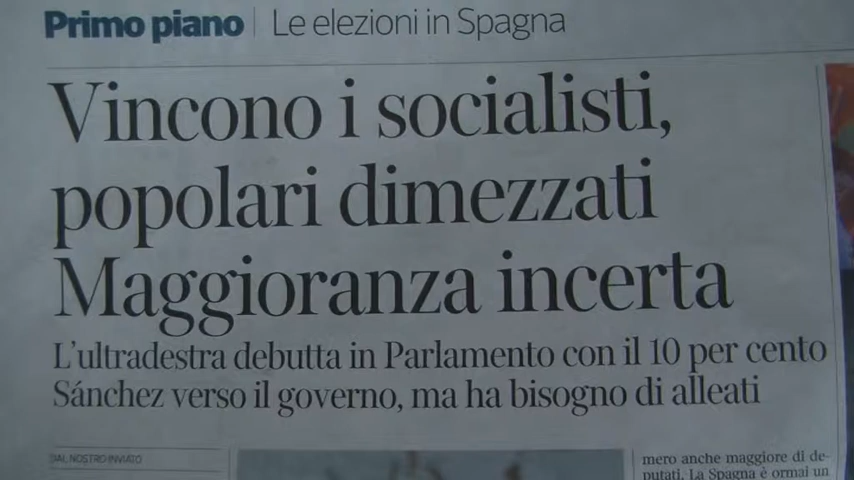 Primo piano | Le elezioni in Spagna
Vincono i socialisti,
popolari dimezzati
Maggioranza incerta
L'ultradestra debutta in Parlamento con il 10 per cento
Sánchez verso il governo, ma ha bisogno di alleati
DAL NOSTRO INVIATO
mero anche maggiore di de-
putati. La Spagna è ormai un